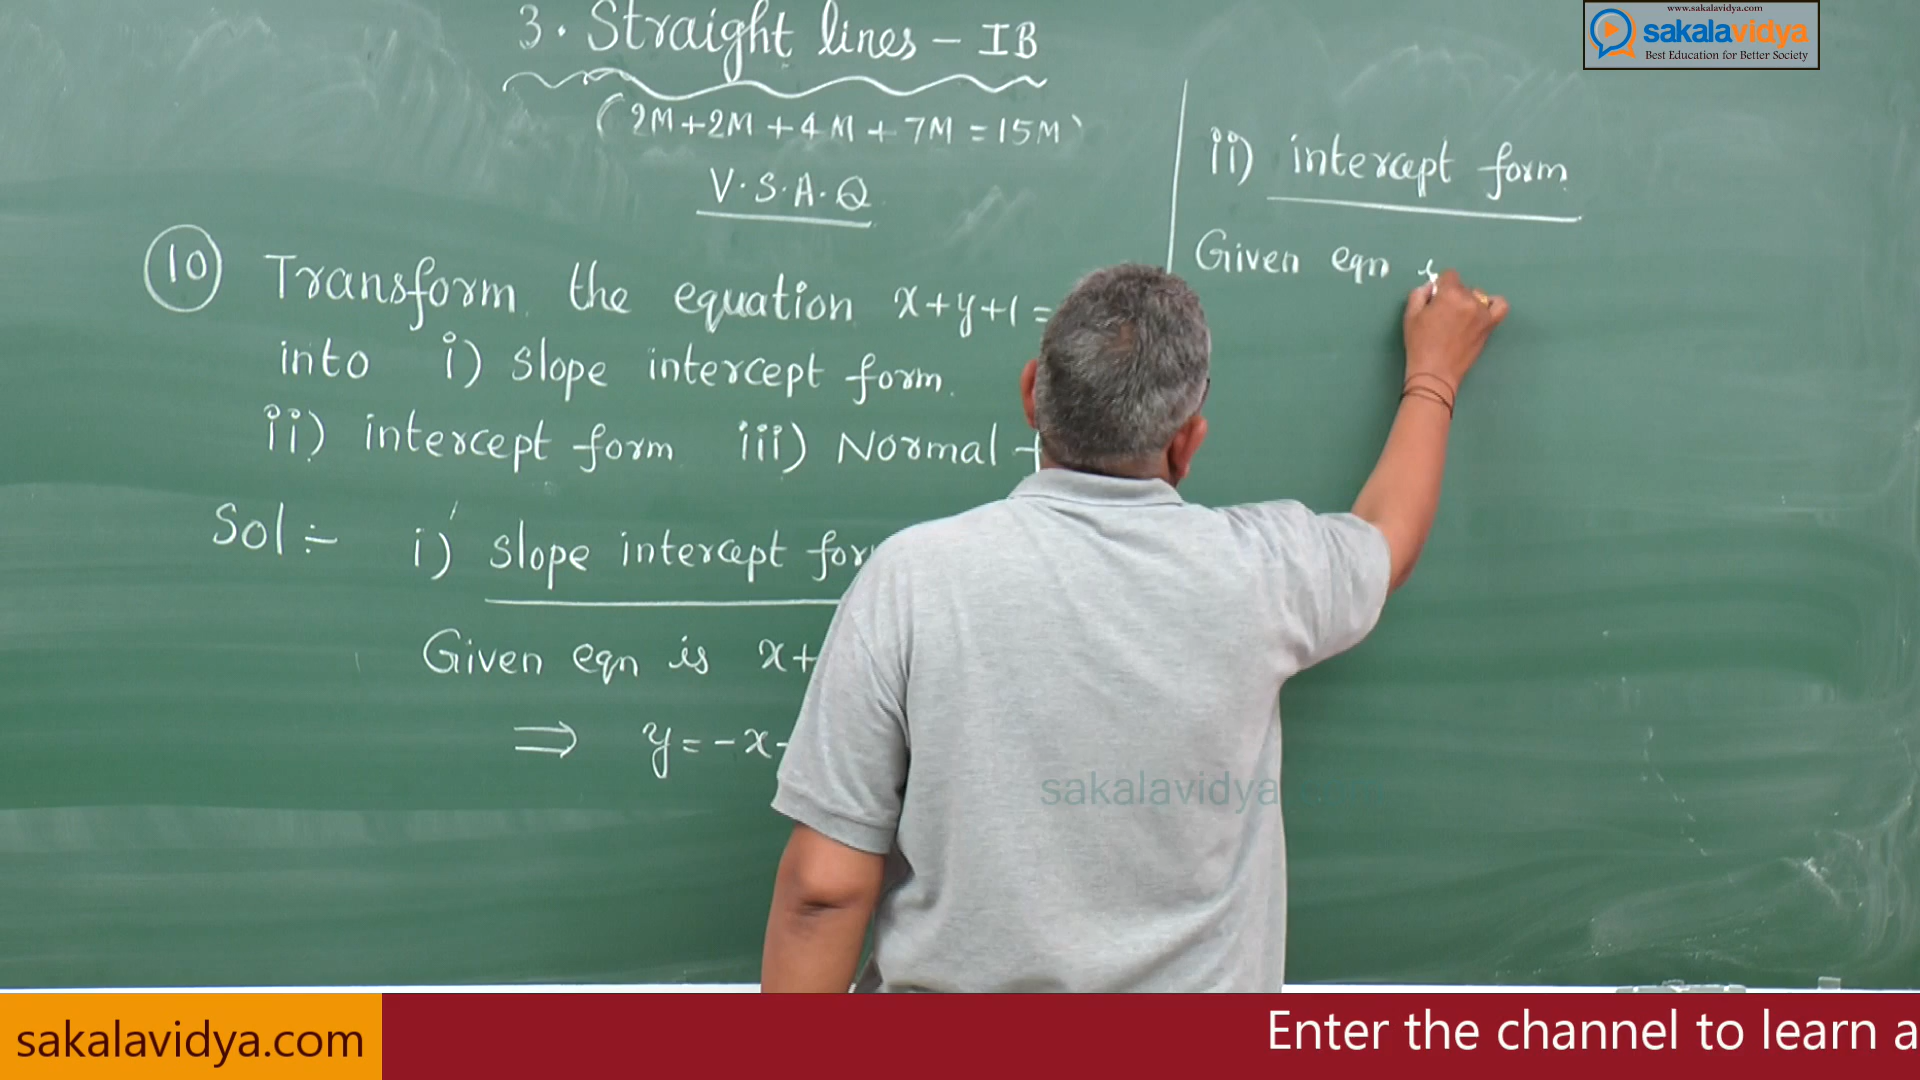 3. Straight lines - IB
(2M+2M+4M+7M=15M)
V.S.A.Q
10 Transform the equation x+y+1=
into i) slope intercept form.
ii) intercept form iii) Normal
Sol :- i) slope intercept
Given eqn is x+
⇒ y=-x-
ii) intercept form
Given eqn
www.sakalavidya.com
sakalavidya
Best Education for Better Society
sakalavidya.com
sakalavidya.com
Enter the channel to learn a